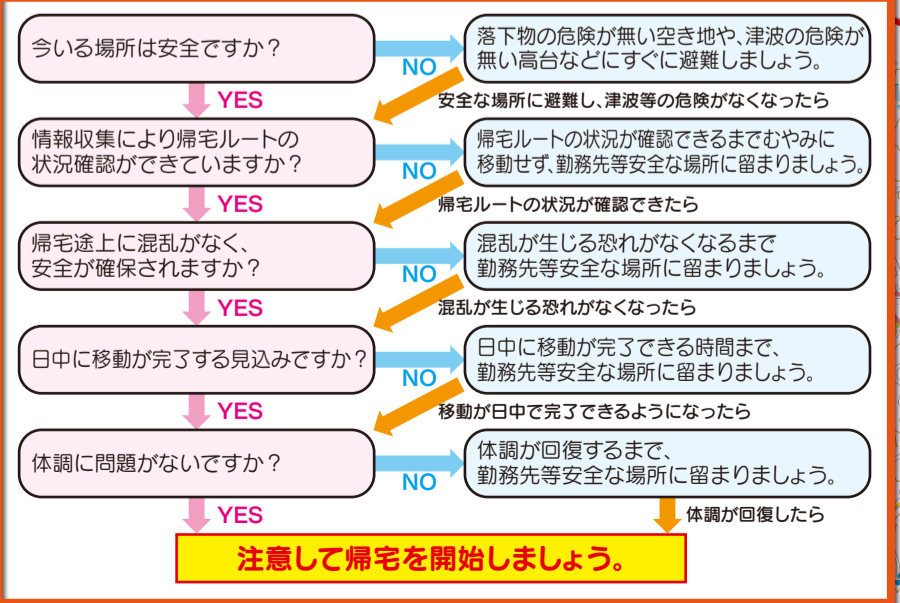 今いる場所は安全ですか？
NO
落下物の危険が無い空き地や、津波の危険が
無い高台などにすぐに避難しましょう。
YES
安全な場所に避難し、津波等の危険がなくなったら
情報収集により帰宅ルートの
状況確認ができていますか？
NO
帰宅ルートの状況が確認できるまでむやみに
移動せず、勤務先等安全な場所に留まりましょう。
YES
帰宅ルートの状況が確認できたら
帰宅途上に混乱がなく、
安全が確保されますか？
NO
混乱が生じる恐れがなくなるまで
勤務先等安全な場所に留まりましょう。
YES
混乱が生じる恐れがなくなったら
日中に移動が完了する見込みですか？
NO
日中に移動が完了できる時間まで、
勤務先等安全な場所に留まりましょう。
YES
移動が日中で完了できるようになったら
体調に問題がないですか？
NO
体調が回復するまで、
勤務先等安全な場所に留まりましょう。
YES
体調が回復したら
注意して帰宅を開始しましょう。